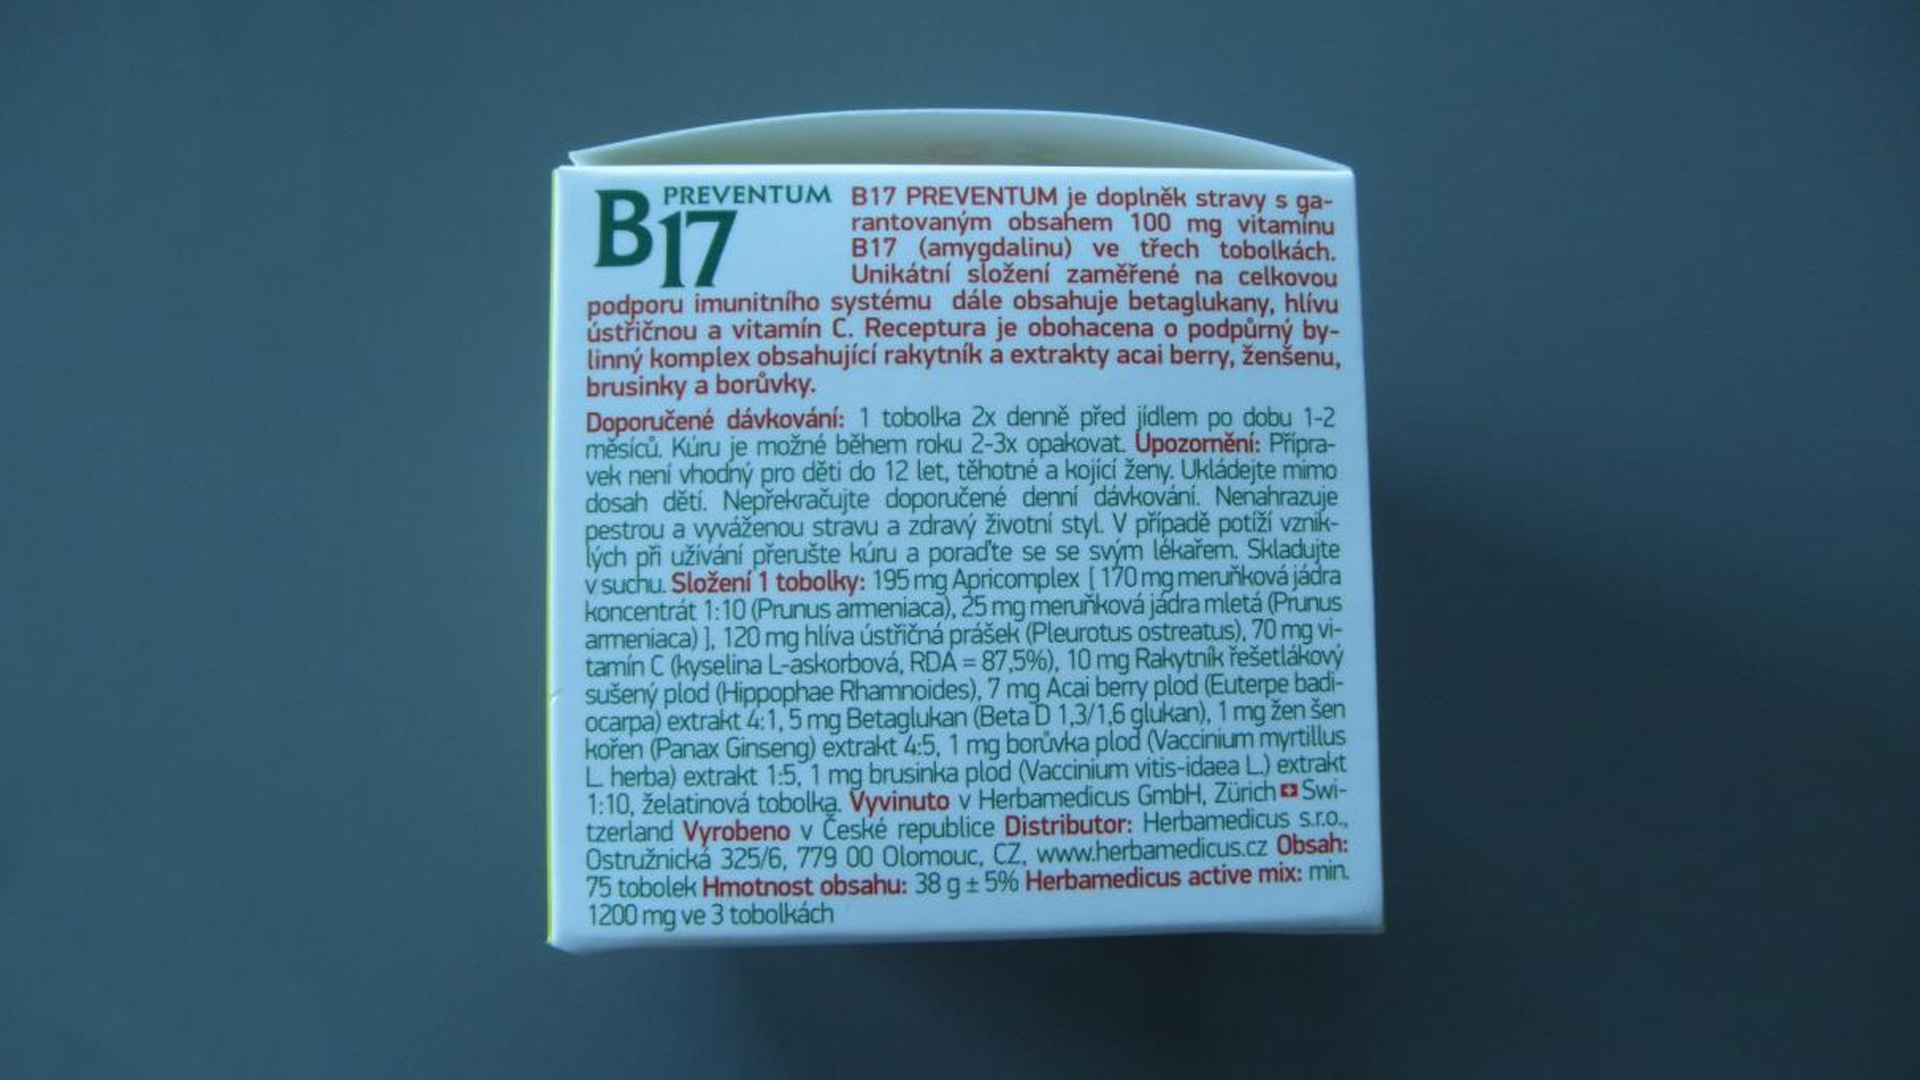 B17 PREVENTUM
B17 PREVENTUM je doplněk stravy s ga-
rantovaným obsahem 100 mg vitamínu
B17 (amygdalinu) ve třech tobolkách.
Unikátní složení zaměřené na celkovou
podporu imunitního systému dále obsahuje betaglukany, hlívu
ústřičnou a vitamín C. Receptura je obohacena o podpůrný by-
linný komplex obsahující rakytník a extrakty acai berry, ženšenu,
brusinky a borůvky.
Doporučené dávkování: 1 tobolka 2x denně před jídlem po dobu 1-2
měsíců. Kúru je možné během roku 2-3x opakovat. Upozornění: Přípra-
vek není vhodný pro děti do 12 let, těhotné a kojící ženy. Ukládejte mimo
dosah dětí. Nepřekračujte doporučené denní dávkování. Nenahrazuje
pestrou a vyváženou stravu a zdravý životní styl. V případě potíží vznik-
lých při užívání přerušte kúru a poraďte se se svým lékařem. Skladujte
v suchu. Složení 1 tobolky: 195 mg Apricomplex [ 170 mg meruňková jádra
koncentrát 1:10 (Prunus armeniaca), 25 mg meruňková jádra mletá (Prunus
armeniaca) ], 120 mg hlíva ústřičná prášek (Pleurotus ostreatus), 70 mg vi-
tamín C (kyselina L-askorbová, RDA = 87,5%), 10 mg Rakytník řešetlákový
sušený plod (Hippophae Rhamnoides), 7 mg Acai berry plod (Euterpe badi-
ocarpa) extrakt 4:1, 5 mg Betaglukan (Beta D 1,3/1,6 glukan), 1 mg žen šen
kořen (Panax Ginseng) extrakt 4:5, 1 mg borůvka plod (Vaccinium myrtillus
L. herba) extrakt 1:5, 1 mg brusinka plod (Vaccinium vitis-idaea L.) extrakt
1:10, želatinová tobolka. Vyvinuto v Herbamedicus GmbH, Zürich Swi-
tzerland Vyrobeno v České republice Distributor: Herbamedicus s.r.o.,
Ostružnická 325/6, 779 00 Olomouc, CZ, www.herbamedicus.cz Obsah:
75 tobolek Hmotnost obsahu: 38 g ± 5% Herbamedicus active mix: min.
1200 mg ve 3 tobolkách